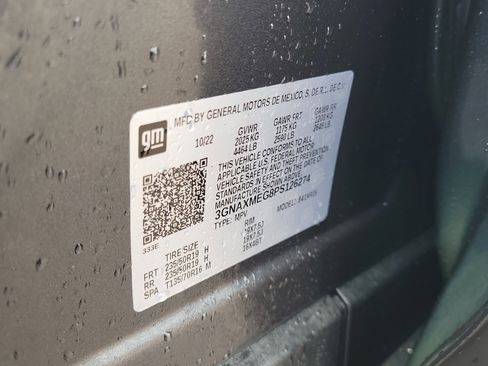 gm
MFG BY GENERAL MOTORS DE MEXICO, S. DE R.L. DE C.V.
10/22 GVWR GAWR FRT GAWR RR
2025 KG 1175 KG 1200 KG
4464 LB 2590 LB 2645 LB
THIS VEHICLE CONFORMS TO ALL
APPLICABLE U.S. FEDERAL MOTOR
VEHICLE SAFETY AND THEFT PREVENTION
STANDARDS IN EFFECT ON THE DATE OF
MANUFACTURE SHOWN ABOVE.
3GNAXMEG8PS126274
TYPE: MPV MODEL:
333E
TIRE SIZE RIM
FRT 235/50R19 H 19X7.5J
RR 235/50R19 H 19X7.5J
SPA T135/70R16 M 16X4BT